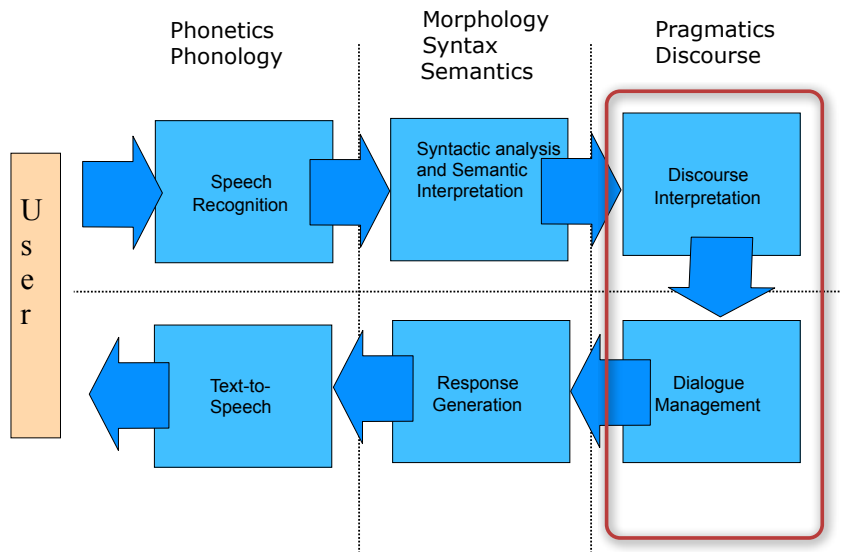 Phonetics
Phonology
Morphology
Syntax
Semantics
Pragmatics
Discourse
User
Speech
Recognition
Syntactic analysis
and Semantic
Interpretation
Discourse
Interpretation
Text-to-
Speech
Response
Generation
Dialogue
Management